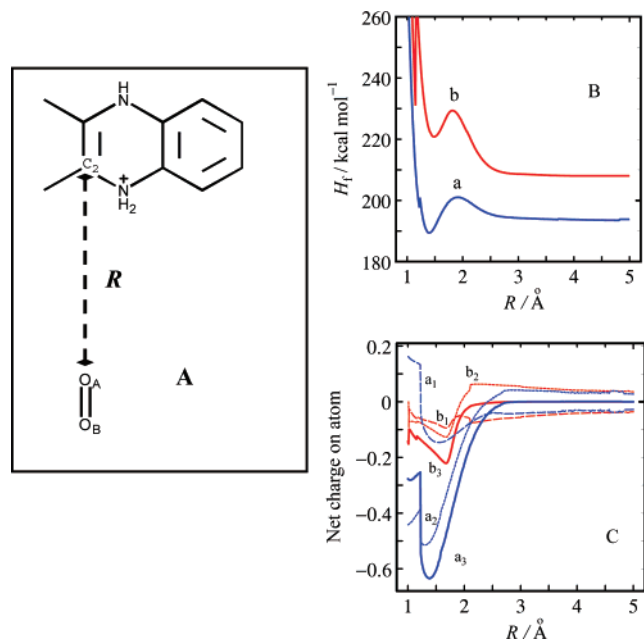 H
N
C2
+
N
H2
R
A
OA
OB
260
240
220
200
180
Hf / kcal mol−1
b
a
B
1 2 3 4 5
R / Å
0.2
0
−0.2
−0.4
−0.6
Net charge on atom
a1
b2
b1
b3
a2
a3
C
1 2 3 4 5
R / Å